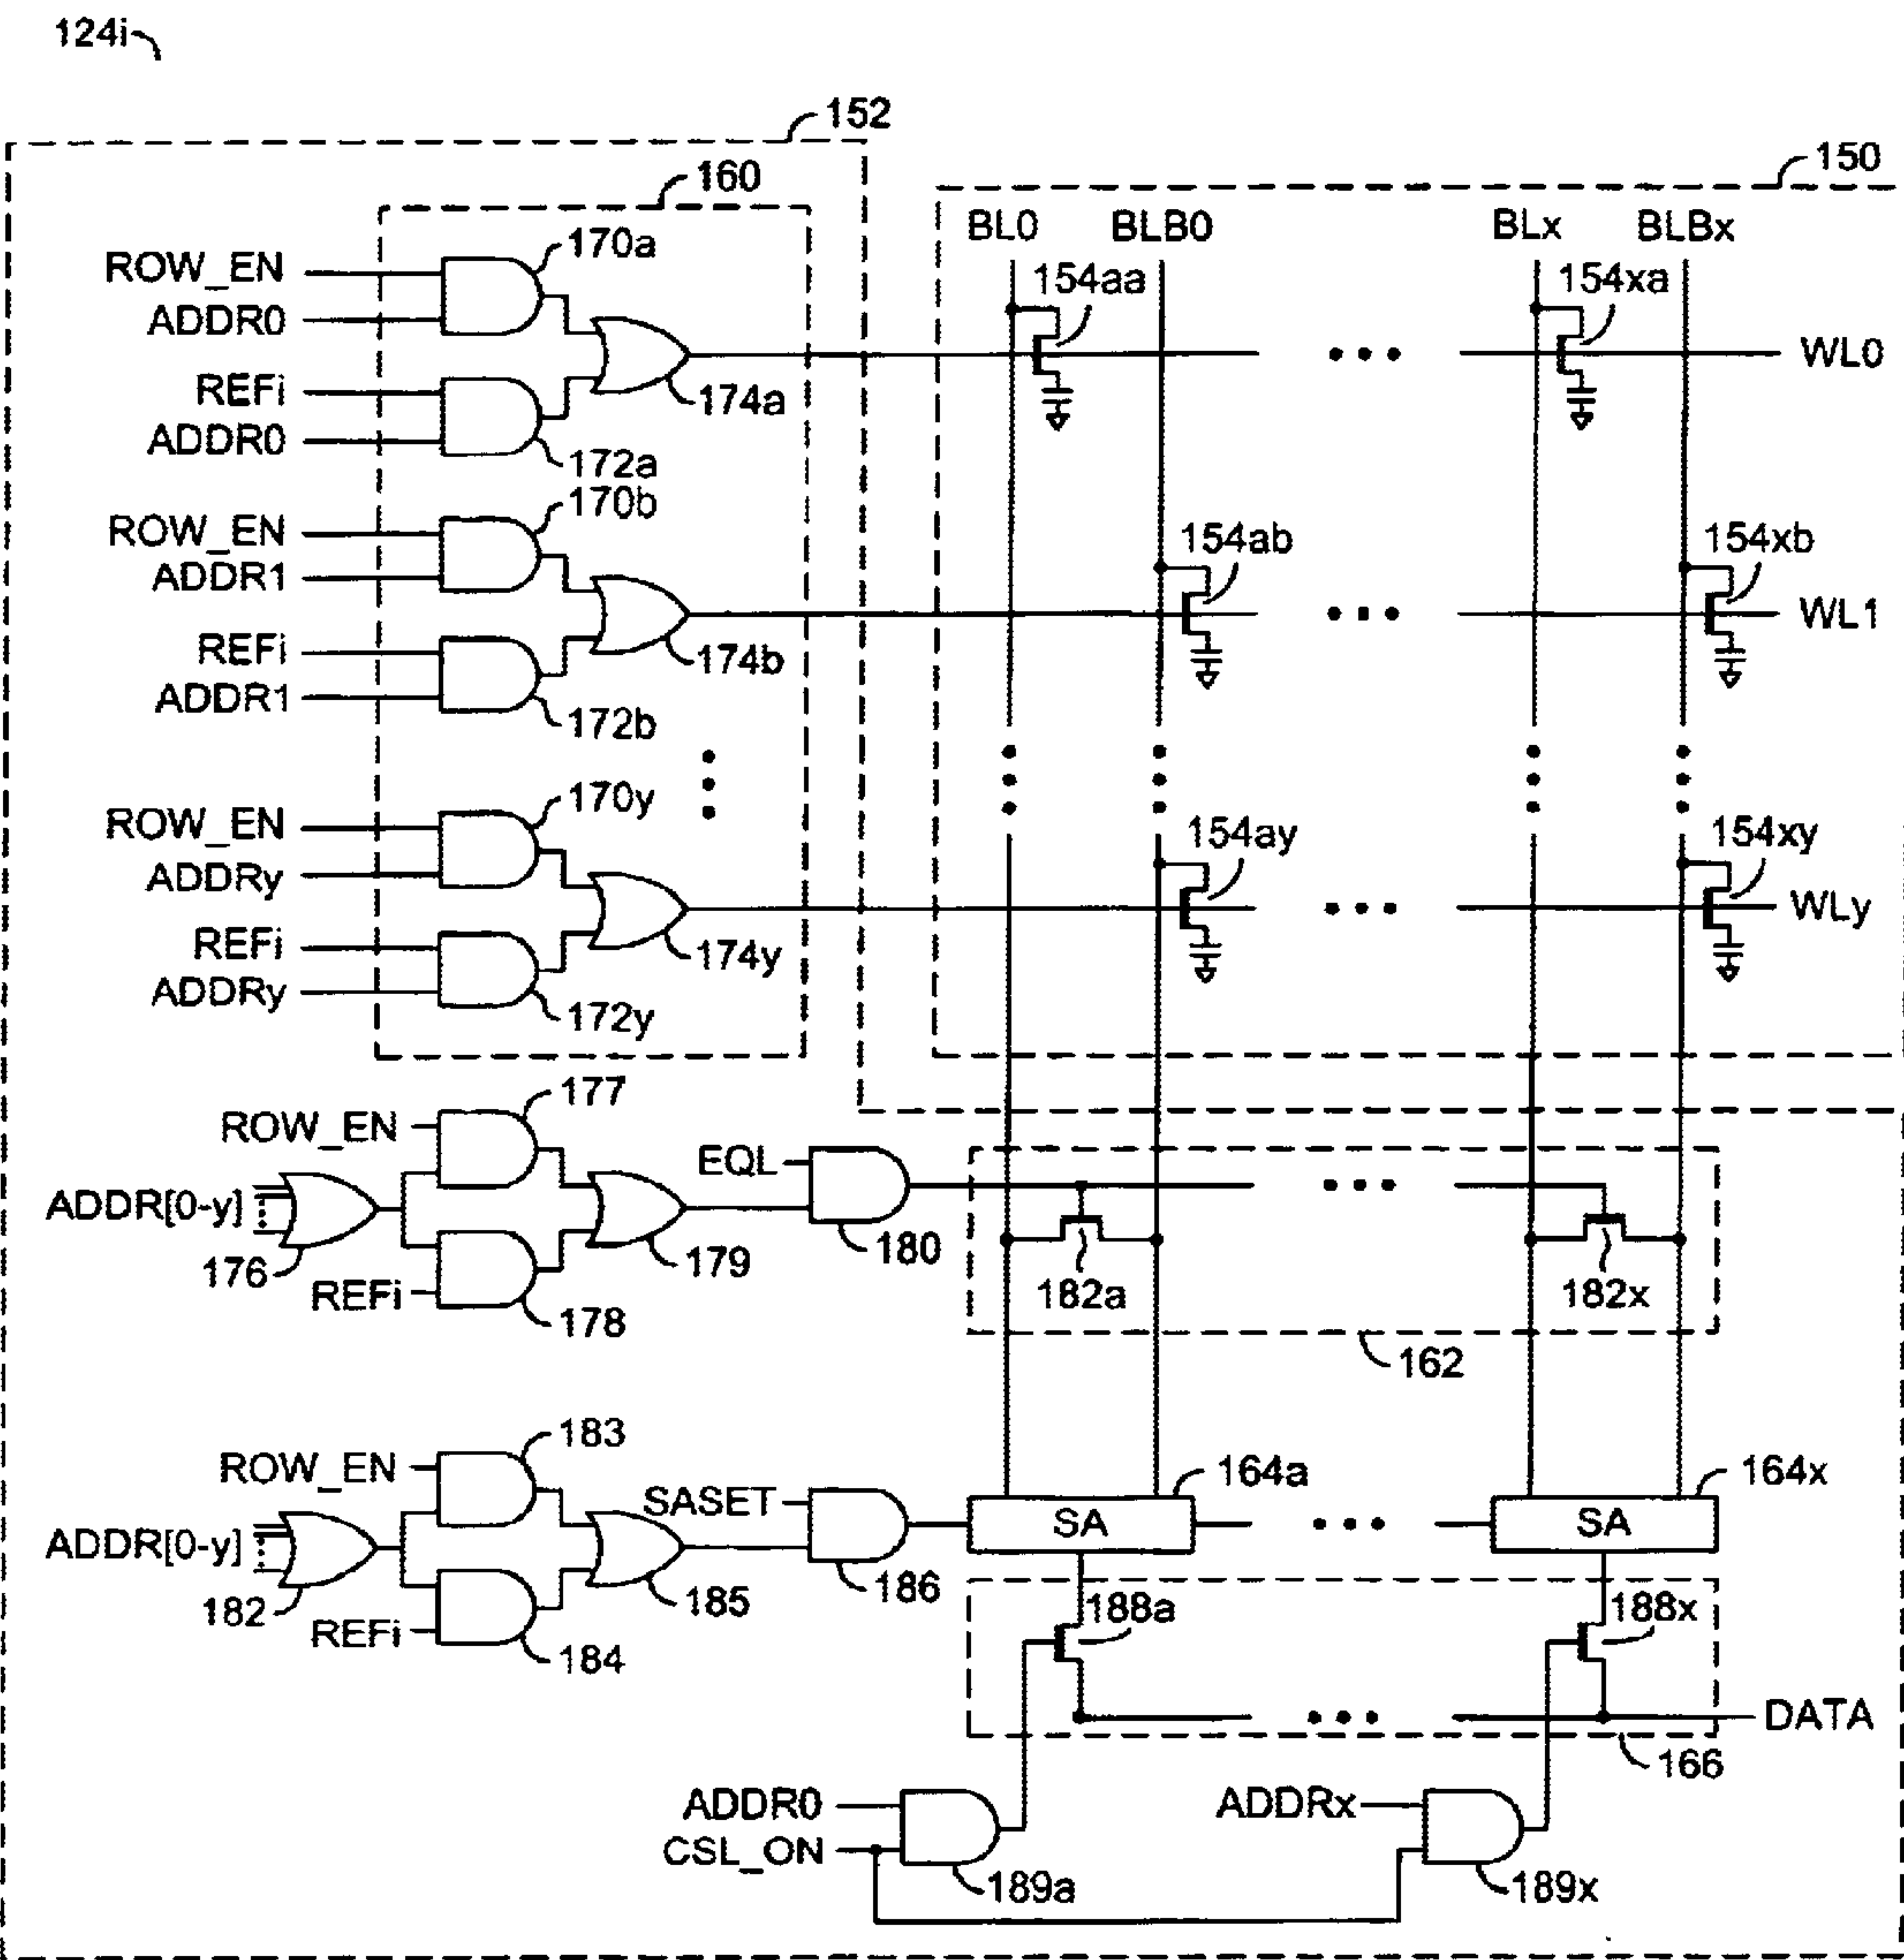 124i
152
150
160
BL0 BLB0 BLx BLBx
170a
ROW_EN
ADDR0
154aa
154xa
WL0
REFi
ADDR0
174a
172a
170b
ROW_EN
ADDR1
154ab
154xb
WL1
REFi
ADDR1
174b
172b
170y
ROW_EN
ADDRy
154ay
154xy
WLy
REFi
ADDRy
174y
172y
177
ROW_EN
EQL
ADDR[0-y]
176
REFi
178
179
180
182a
182x
162
183
ROW_EN
SASET
164a
164x
SA
SA
ADDR[0-y]
182
REFi
184
185
186
188a
188x
DATA
166
ADDR0
CSL_ON
189a
ADDRx
189x